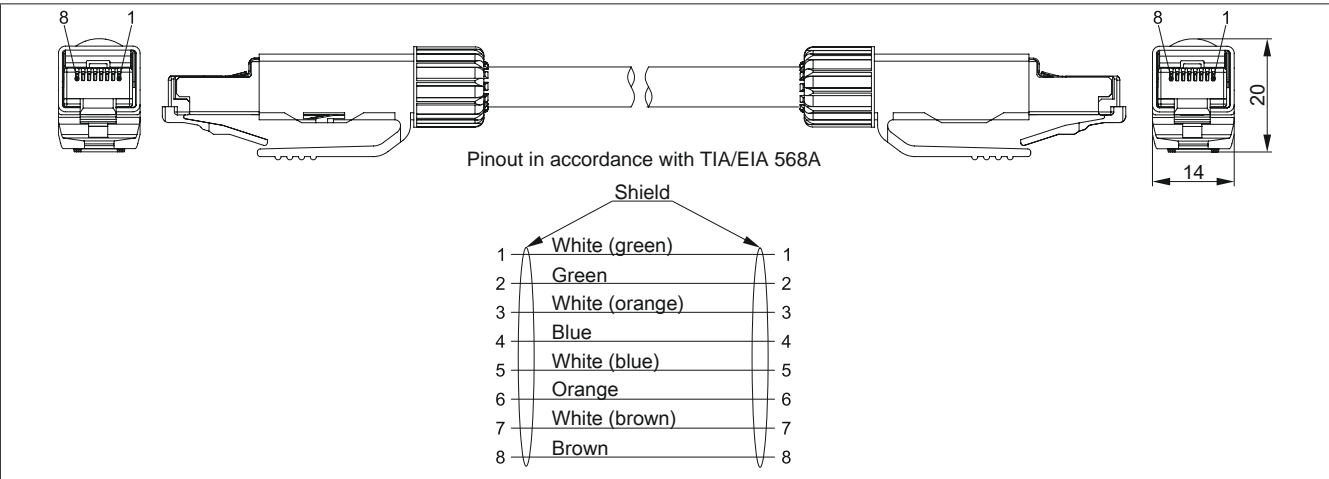 8 1
8 1
20
14
Pinout in accordance with TIA/EIA 568A
Shield
1 White (green) 1
2 Green 2
3 White (orange) 3
4 Blue 4
5 White (blue) 5
6 Orange 6
7 White (brown) 7
8 Brown 8